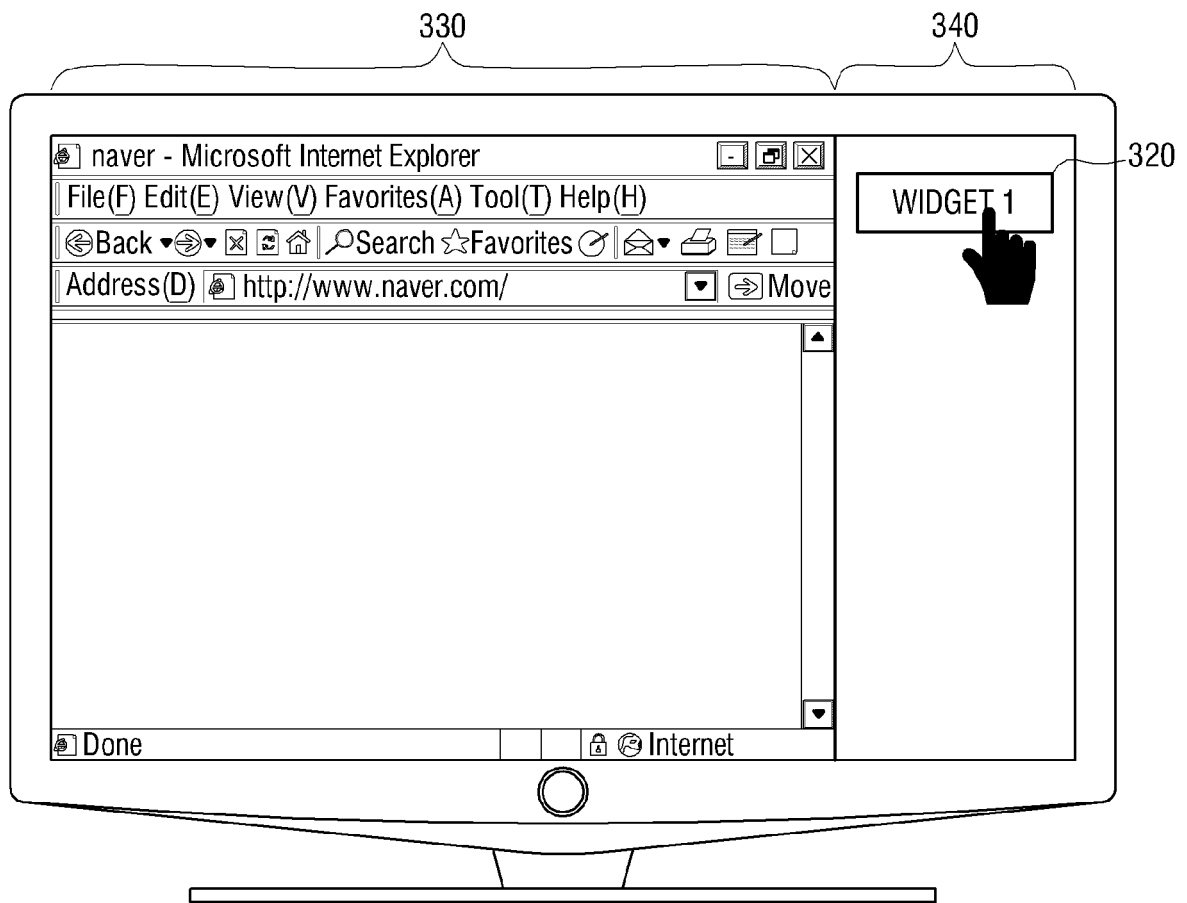 330 340
naver - Microsoft Internet Explorer
320
WIDGET 1
File(F) Edit(E) View(V) Favorites(A) Tool(T) Help(H)
Back Search Favorites
Address(D) http://www.naver.com/ Move
Done Internet